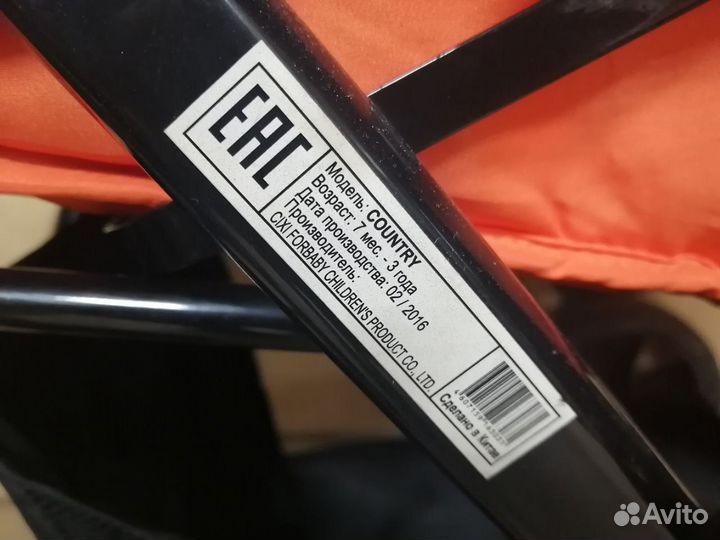 EAC
Модель: COUNTRY
Возраст: 7 мес. - 3 года
Дата производства: 02 / 2016
Производитель:
CIXI FORBABY CHILDREN'S PRODUCT CO., LTD.
Сделано в Китае
Avito